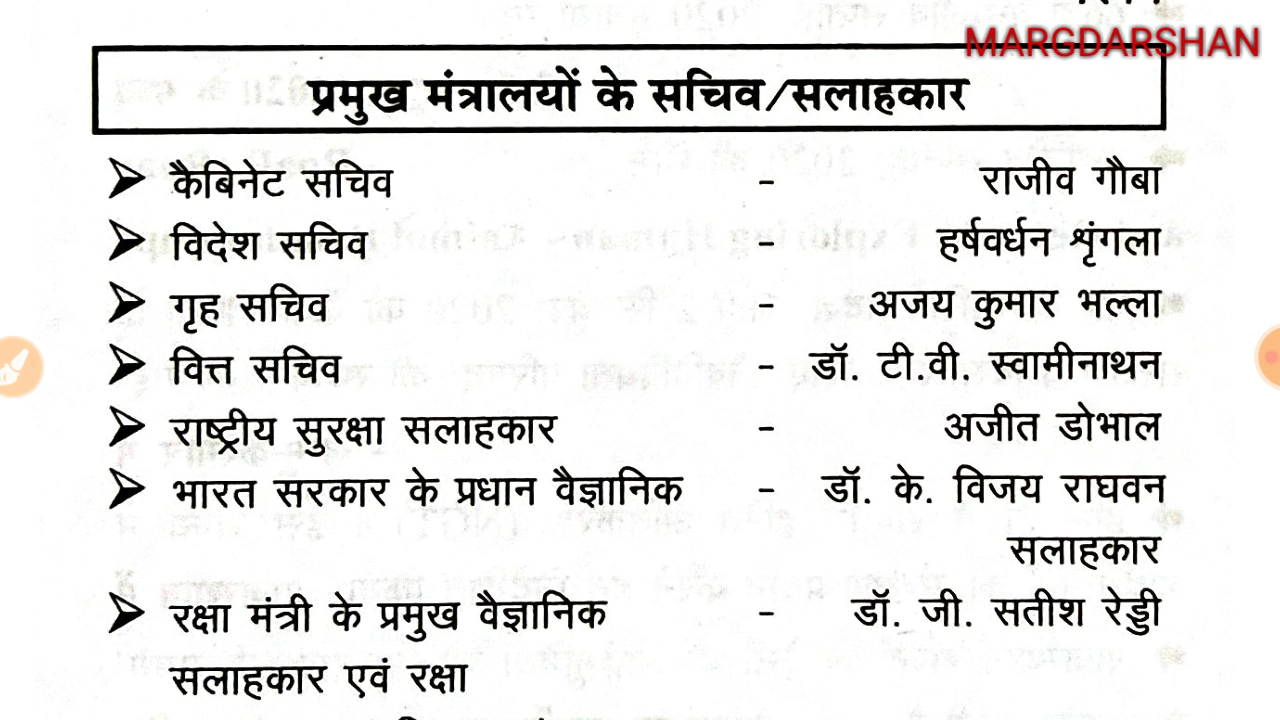 MARGDARSHAN
प्रमुख मंत्रालयों के सचिव/सलाहकार
➤ कैबिनेट सचिव - राजीव गौबा
➤ विदेश सचिव - हर्षवर्धन शृंगला
➤ गृह सचिव - अजय कुमार भल्ला
➤ वित्त सचिव - डॉ. टी.वी. स्वामीनाथन
➤ राष्ट्रीय सुरक्षा सलाहकार - अजीत डोभाल
➤ भारत सरकार के प्रधान वैज्ञानिक - डॉ. के. विजय राघवन
सलाहकार
➤ रक्षा मंत्री के प्रमुख वैज्ञानिक - डॉ. जी. सतीश रेड्डी
सलाहकार एवं रक्षा